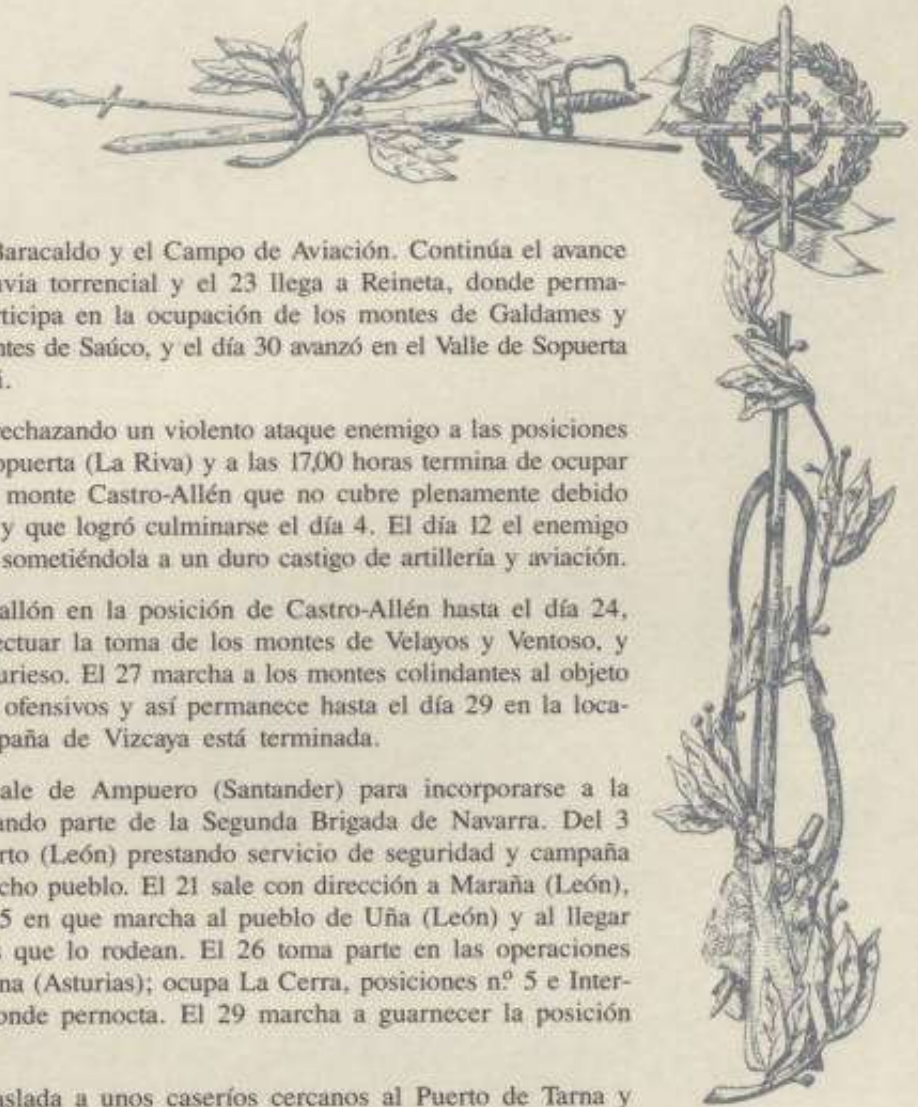 Baracaldo y el Campo de Aviación. Continúa el avance
avia torrencial y el 23 llega a Reineta, donde perma-
rticipa en la ocupación de los montes de Galdames y
ntes de Saúco, y el día 30 avanzó en el Valle de Sopuerta
i.
rechazando un violento ataque enemigo a las posiciones
opuerta (La Riva) y a las 17,00 horas termina de ocupar
monte Castro-Allén que no cubre plenamente debido
y que logró culminarse el día 4. El día 12 el enemigo
sometiéndola a un duro castigo de artillería y aviación.
allón en la posición de Castro-Allén hasta el día 24,
ectuar la toma de los montes de Velayos y Ventoso, y
urieso. El 27 marcha a los montes colindantes al objeto
ofensivos y así permanece hasta el día 29 en la loca-
paña de Vizcaya está terminada.
ale de Ampuero (Santander) para incorporarse a la
ando parte de la Segunda Brigada de Navarra. Del 3
rto (León) prestando servicio de seguridad y campaña
cho pueblo. El 21 sale con dirección a Maraña (León),
5 en que marcha al pueblo de Uña (León) y al llegar
s que lo rodean. El 26 toma parte en las operaciones
na (Asturias); ocupa La Cerra, posiciones n.º 5 e Inter-
onde pernocta. El 29 marcha a guarnecer la posición
aslada a unos caseríos cercanos al Puerto de Tarna y